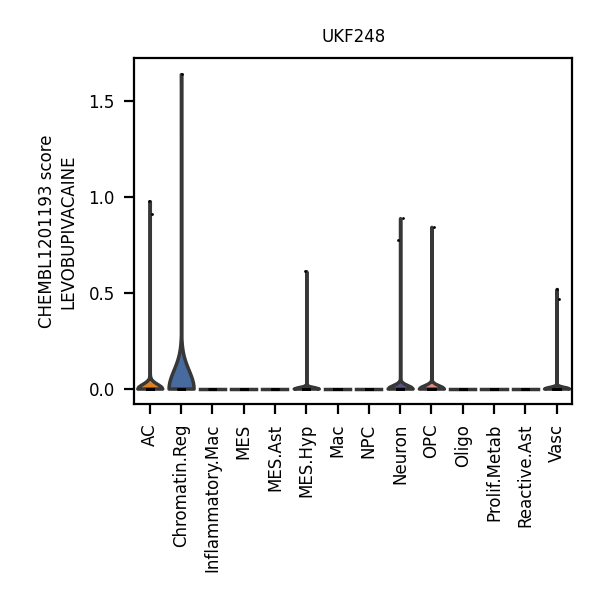 UKF248
CHEMBL1201193 score
LEVOBUPIVACAINE
1.5
1.0
0.5
0.0
AC
Chromatin.Reg
Inflammatory.Mac
MES
MES.Ast
MES.Hyp
Mac
NPC
Neuron
OPC
Oligo
Prolif.Metab
Reactive.Ast
Vasc